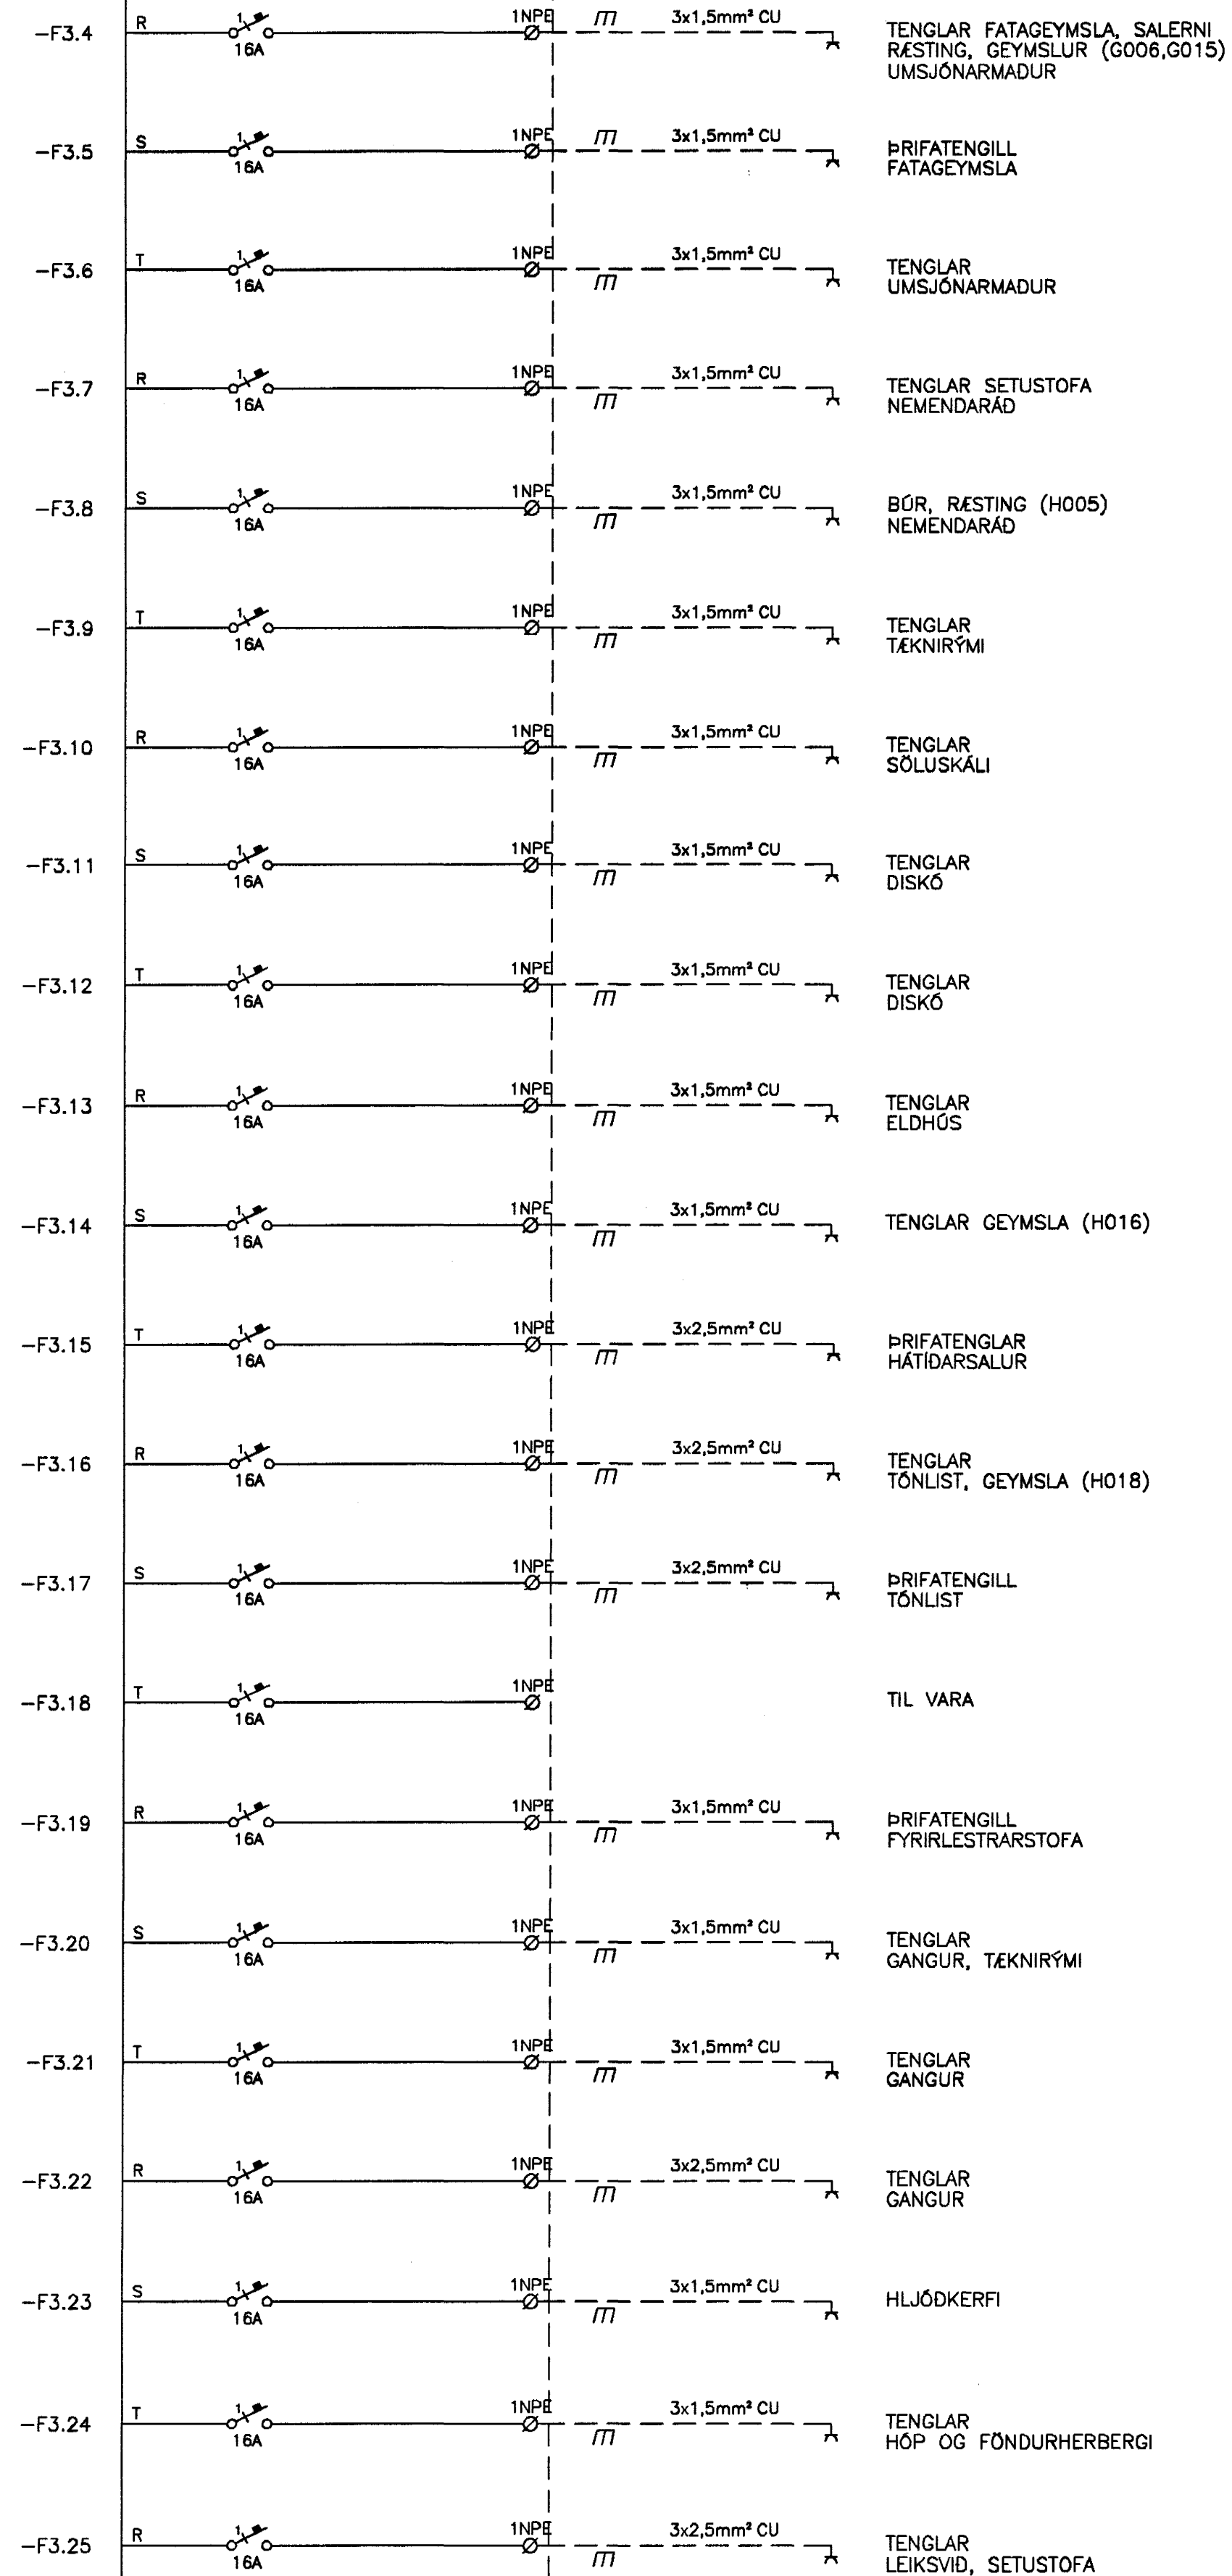 -F3.4 R 1 16A 1NPE 3x1,5mm² CU TENGLAR FATAGEYMSLA, SALERNI
RÆSTING, GEYMSLUR (G006,G015)
UMSJÓNARMAÐUR
-F3.5 S 1 16A 1NPE 3x1,5mm² CU ÞRIFATENGILL
FATAGEYMSLA
-F3.6 T 1 16A 1NPE 3x1,5mm² CU TENGLAR
UMSJÓNARMAÐUR
-F3.7 R 1 16A 1NPE 3x1,5mm² CU TENGLAR SETUSTOFA
NEMENDARÁÐ
-F3.8 S 1 16A 1NPE 3x1,5mm² CU BÚR, RÆSTING (H005)
NEMENDARÁÐ
-F3.9 T 1 16A 1NPE 3x1,5mm² CU TENGLAR
TÆKNIRÝMI
-F3.10 R 1 16A 1NPE 3x1,5mm² CU TENGLAR
SÖLUSKÁLI
-F3.11 S 1 16A 1NPE 3x1,5mm² CU TENGLAR
DISKÓ
-F3.12 T 1 16A 1NPE 3x1,5mm² CU TENGLAR
DISKÓ
-F3.13 R 1 16A 1NPE 3x1,5mm² CU TENGLAR
ELDHÚS
-F3.14 S 1 16A 1NPE 3x1,5mm² CU TENGLAR GEYMSLA (H016)
-F3.15 T 1 16A 1NPE 3x2,5mm² CU ÞRIFATENGLAR
HÁTÍÐARSALUR
-F3.16 R 1 16A 1NPE 3x2,5mm² CU TENGLAR
TÓNLIST, GEYMSLA (H018)
-F3.17 S 1 16A 1NPE 3x2,5mm² CU ÞRIFATENGILL
TÓNLIST
-F3.18 T 1 16A 1NPE TIL VARA
-F3.19 R 1 16A 1NPE 3x1,5mm² CU ÞRIFATENGILL
FYRIRLESTRARSTOFA
-F3.20 S 1 16A 1NPE 3x1,5mm² CU TENGLAR
GANGUR, TÆKNIRÝMI
-F3.21 T 1 16A 1NPE 3x1,5mm² CU TENGLAR
GANGUR
-F3.22 R 1 16A 1NPE 3x2,5mm² CU TENGLAR
GANGUR
-F3.23 S 1 16A 1NPE 3x1,5mm² CU HLJÓÐKERFI
-F3.24 T 1 16A 1NPE 3x1,5mm² CU TENGLAR
HÓP OG FÖNDURHERBERGI
-F3.25 R 1 16A 1NPE 3x2,5mm² CU TENGLAR
LEIKSVIÐ, SETUSTOFA